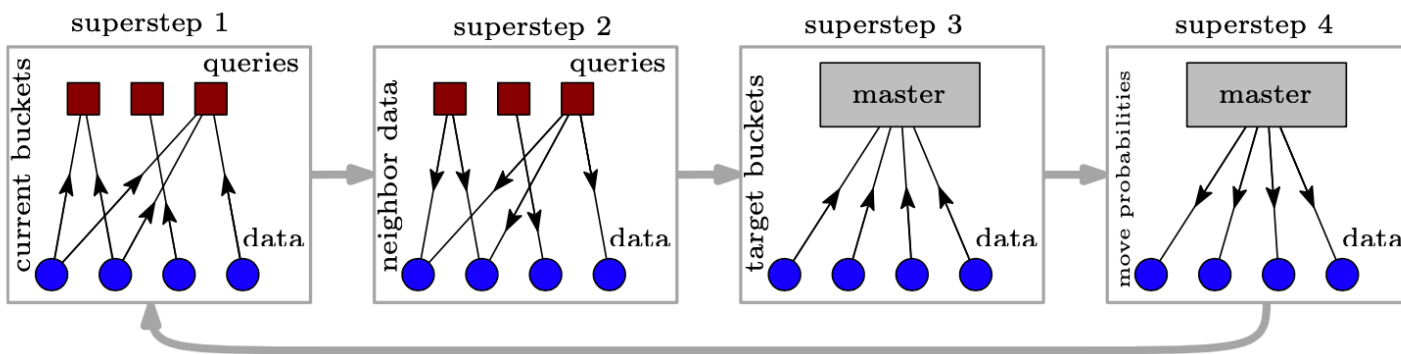 superstep 1
queries
current buckets
data
superstep 2
queries
neighbor data
data
superstep 3
master
target buckets
data
superstep 4
master
move probabilities
data